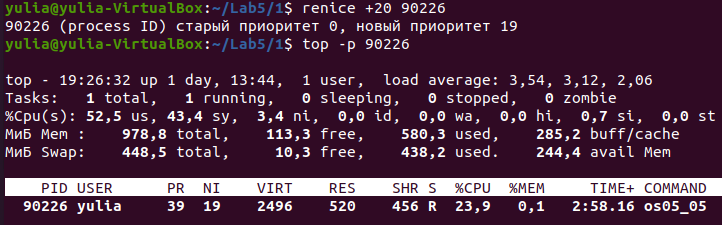 yulia@yulia-VirtualBox:~/Lab5/1$ renice +20 90226
90226 (process ID) старый приоритет 0, новый приоритет 19
yulia@yulia-VirtualBox:~/Lab5/1$ top -p 90226
top - 19:26:32 up 1 day, 13:44,  1 user,  load average: 3,54, 3,12, 2,06
Tasks:   1 total,   1 running,   0 sleeping,   0 stopped,   0 zombie
%Cpu(s): 52,5 us, 43,4 sy,  3,4 ni,  0,0 id,  0,0 wa,  0,0 hi,  0,7 si,  0,0 st
МиБ Mem :    978,8 total,    113,3 free,    580,3 used,    285,2 buff/cache
МиБ Swap:    448,5 total,     10,3 free,    438,2 used.    244,4 avail Mem
PID USER      PR  NI    VIRT    RES    SHR S  %CPU  %MEM     TIME+ COMMAND
90226 yulia     39  19    2496    520    456 R  23,9   0,1   2:58.16 os05_05